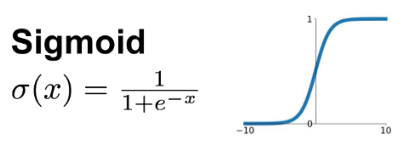 Sigmoid
σ(x) = 1 / (1+e^{-x})
1
0
-10
10